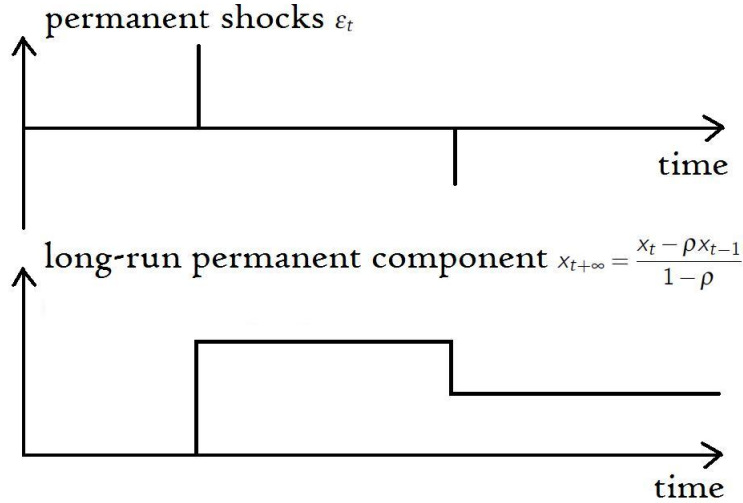 permanent shocks εₜ
time
long-run permanent component xₜ₊∞ = (xₜ − ρxₜ₋₁)/(1 − ρ)
time